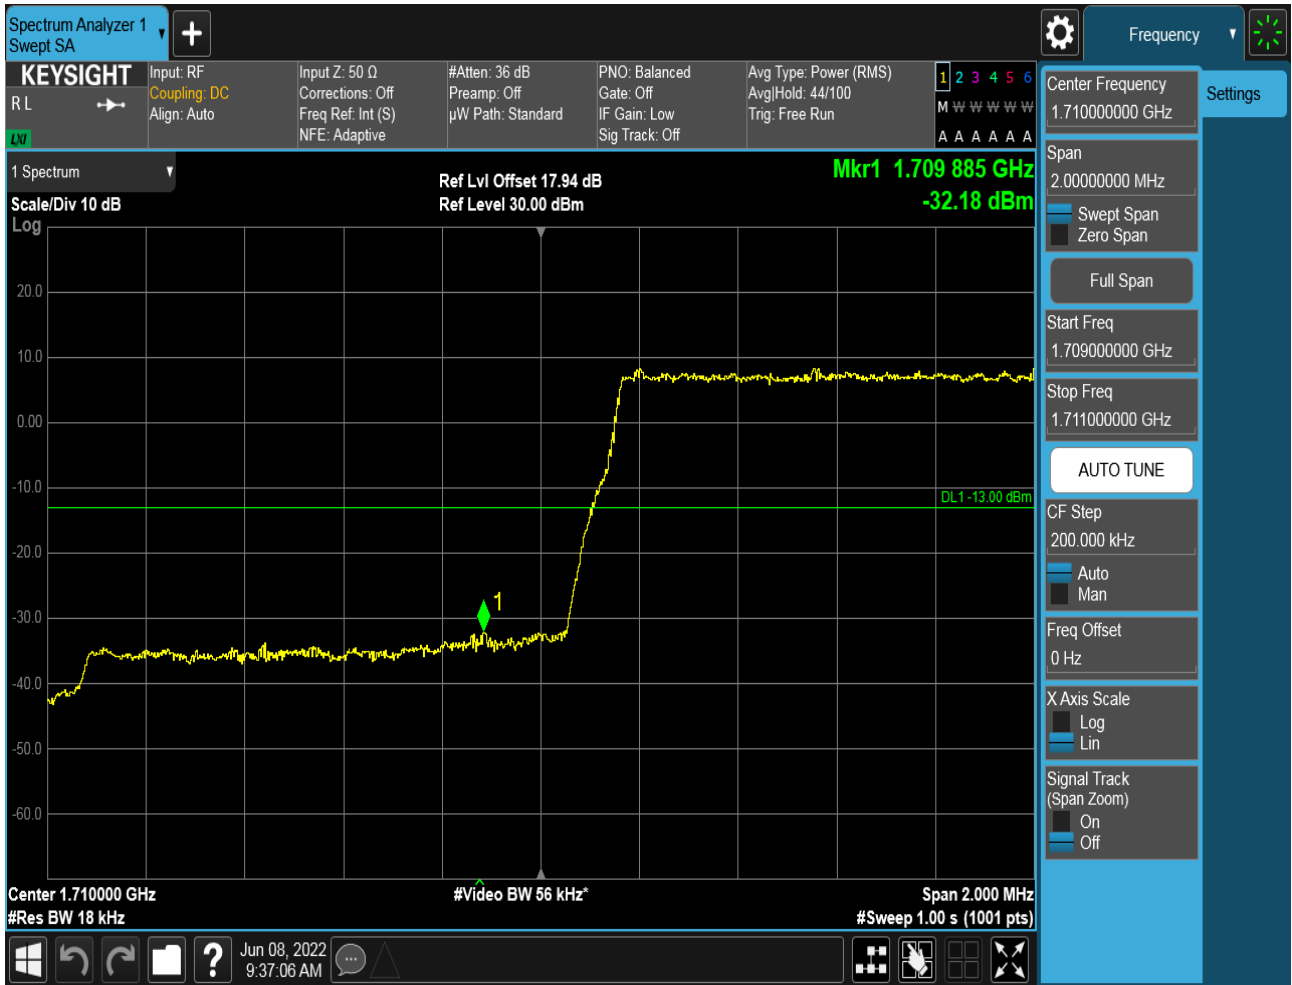 Spectrum Analyzer 1
Swept SA
Frequency
KEYSIGHT
R L
LXI
Input: RF
Coupling: DC
Align: Auto
Input Z: 50 Ω
Corrections: Off
Freq Ref: Int (S)
NFE: Adaptive
#Atten: 36 dB
Preamp: Off
µW Path: Standard
PNO: Balanced
Gate: Off
IF Gain: Low
Sig Track: Off
Avg Type: Power (RMS)
Avg|Hold: 44/100
Trig: Free Run
1 2 3 4 5 6
M W W W W W
A A A A A A
1 Spectrum
Scale/Div 10 dB
Log
Ref Lvl Offset 17.94 dB
Ref Level 30.00 dBm
Mkr1 1.709 885 GHz
-32.18 dBm
20.0
10.0
0.00
-10.0
-20.0
-30.0
-40.0
-50.0
-60.0
DL1 -13.00 dBm
1
Center 1.710000 GHz
#Res BW 18 kHz
#Video BW 56 kHz*
Span 2.000 MHz
#Sweep 1.00 s (1001 pts)
Center Frequency
1.710000000 GHz
Settings
Span
2.00000000 MHz
Swept Span
Zero Span
Full Span
Start Freq
1.709000000 GHz
Stop Freq
1.711000000 GHz
AUTO TUNE
CF Step
200.000 kHz
Auto
Man
Freq Offset
0 Hz
X Axis Scale
Log
Lin
Signal Track
(Span Zoom)
On
Off
?
Jun 08, 2022
9:37:06 AM